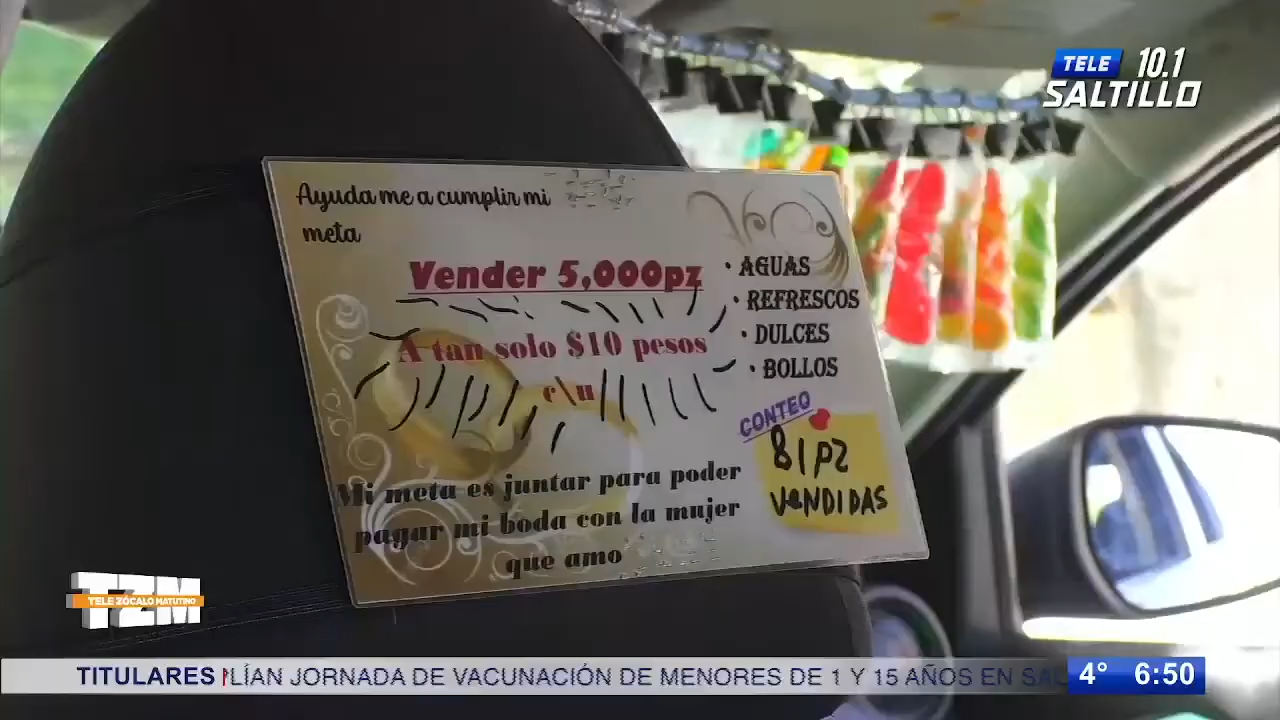 TELE 10.1
SALTILLO
Ayuda me a cumplir mi
meta
Vender 5,000pz
A tan solo $10 pesos
c\u
Mi meta es juntar para poder
pagar mi boda con la mujer
que amo
• AGUAS
• REFRESCOS
• DULCES
• BOLLOS
CONTEO
81 pz
VENDIDAS
TZM
TELE ZÓCALO MATUTINO
TITULARES LÍAN JORNADA DE VACUNACIÓN DE MENORES DE 1 Y 15 AÑOS EN SAL
4° 6:50